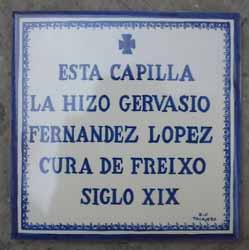 ESTA CAPILLA
LA HIZO GERVASIO
FERNANDEZ LOPEZ
CURA DE FREIXO
SIGLO XIX